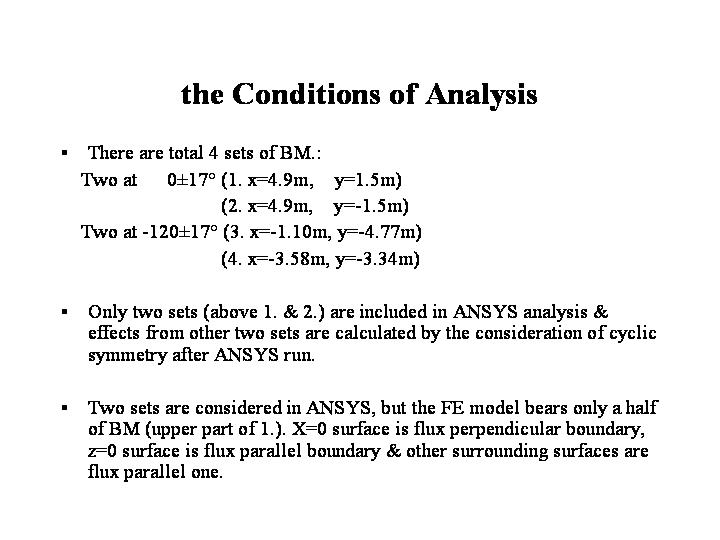 the Conditions of Analysis
▪ There are total 4 sets of BM.:
Two at 0±17° (1. x=4.9m, y=1.5m)
(2. x=4.9m, y=-1.5m)
Two at -120±17° (3. x=-1.10m, y=-4.77m)
(4. x=-3.58m, y=-3.34m)
▪ Only two sets (above 1. & 2.) are included in ANSYS analysis &
effects from other two sets are calculated by the consideration of cyclic
symmetry after ANSYS run.
▪ Two sets are considered in ANSYS, but the FE model bears only a half
of BM (upper part of 1.). X=0 surface is flux perpendicular boundary,
z=0 surface is flux parallel boundary & other surrounding surfaces are
flux parallel one.